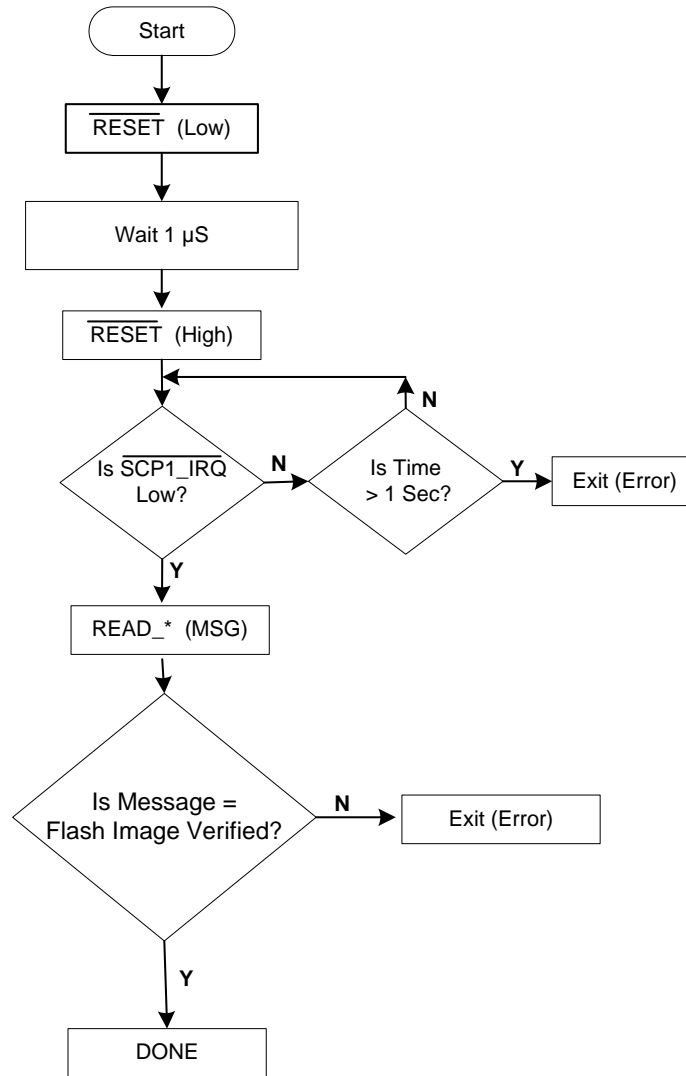 Start
RESET (Low)
Wait 1 µS
RESET (High)
N
Is SCP1_IRQ
Low?
N
Is Time
> 1 Sec?
Y
Exit (Error)
Y
READ_* (MSG)
Is Message =
Flash Image Verified?
N
Exit (Error)
Y
DONE